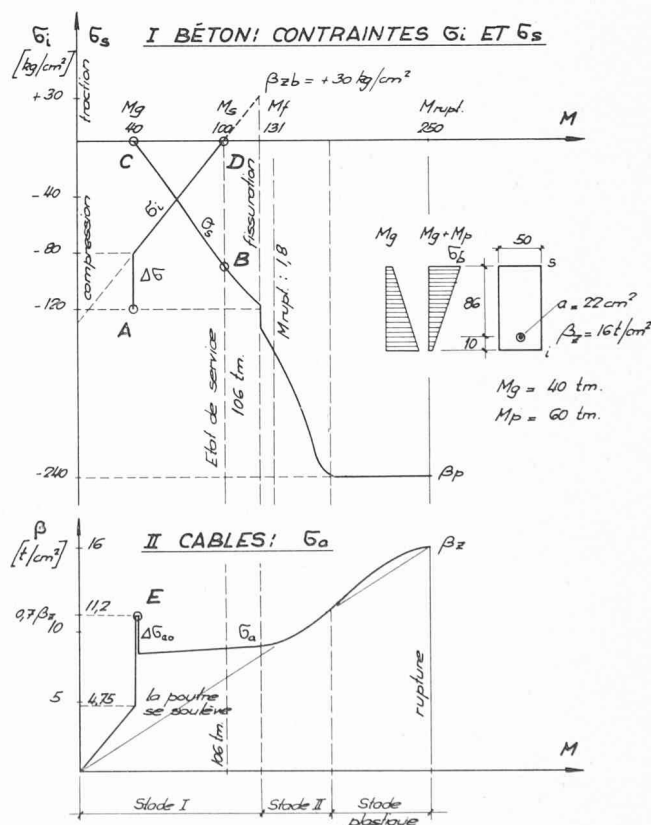 I BÉTON: CONTRAINTES σi ET σs
σi σs
[kg/cm²]
traction
compression
+30
-40
-80
-120
-240
βzb = +30 kg/cm²
Mg
40
Ms
100
Mf
131
Mrupt.
250
M
C
D
B
A
σi
σs
Δσ
fissuration
Mrupt. : 1,8
Etat de service
106 tm.
βp
Mg
Mg + Mp
σb
50
s
86
10
i
a = 22 cm²
βz = 16 t/cm²
Mg = 40 tm.
Mp = 60 tm.
II CABLES: σa
β
[t/cm²]
16
0,7 βz
11,2
10
5
4,75
E
Δσao
σa
βz
la poutre
se soulève
106 tm.
rupture
M
Stade I
Stade II
Stade
plastique